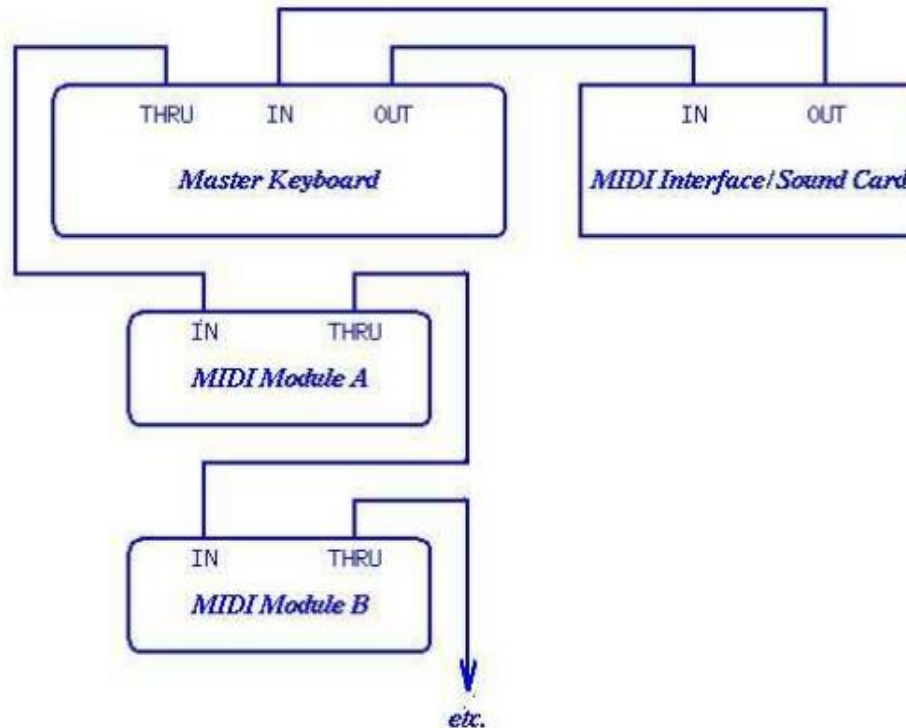 THRU IN OUT
Master Keyboard
IN OUT
MIDI Interface/Sound Card
IN THRU
MIDI Module A
IN THRU
MIDI Module B
etc.